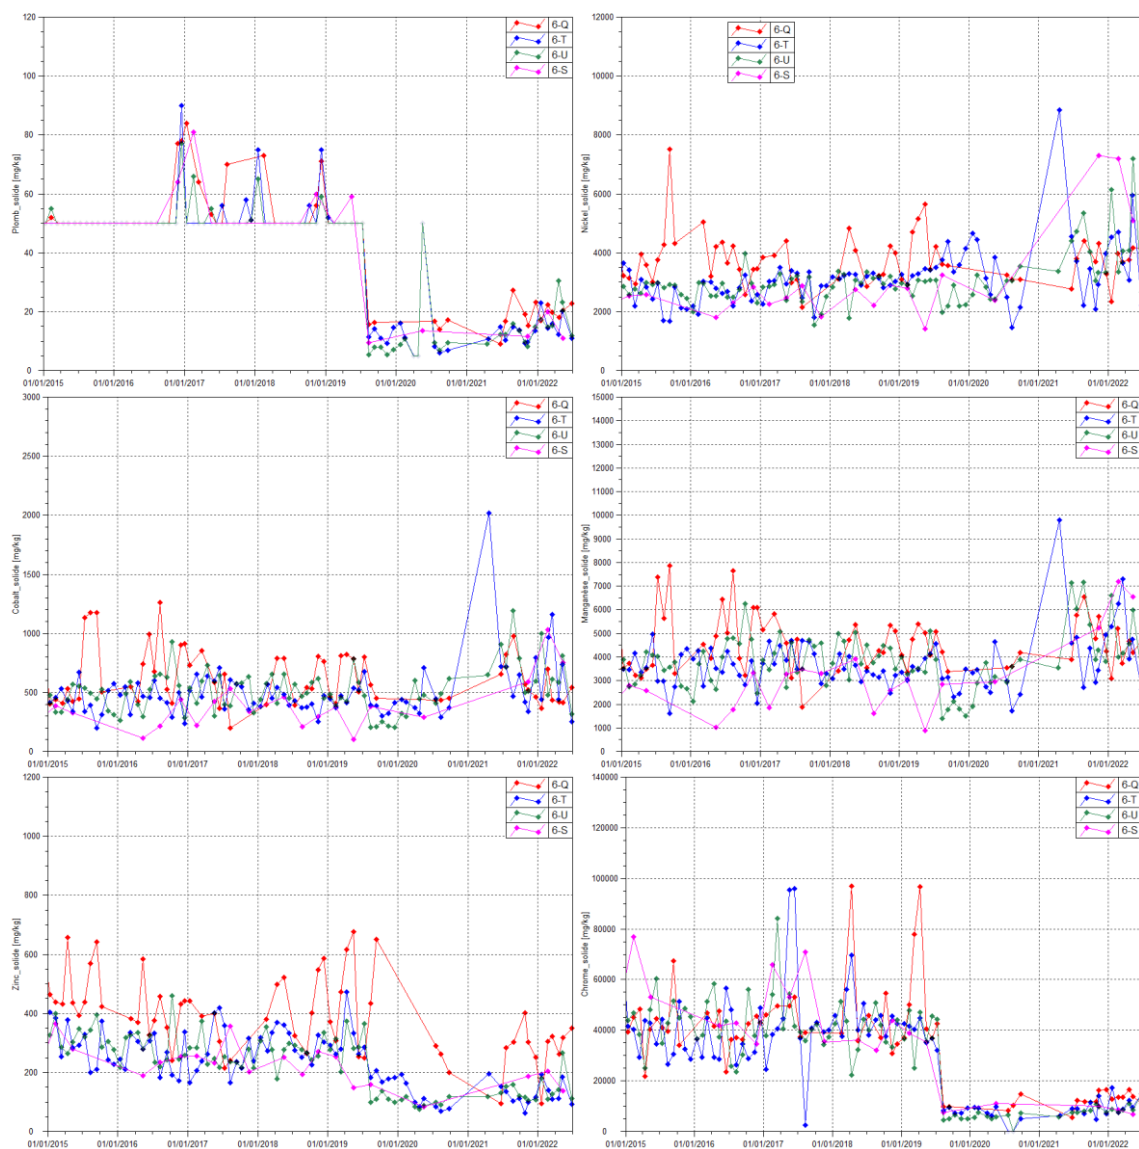 120
100
80
60
40
20
0
Plomb_solide [mg/kg]
6-Q
6-T
6-U
6-S
01/01/2015 01/01/2016 01/01/2017 01/01/2018 01/01/2019 01/01/2020 01/01/2021 01/01/2022
12000
10000
8000
6000
4000
2000
0
Nickel_solide [mg/kg]
6-Q
6-T
6-U
6-S
01/01/2015 01/01/2016 01/01/2017 01/01/2018 01/01/2019 01/01/2020 01/01/2021 01/01/2022
3000
2500
2000
1500
1000
500
0
Cobalt_solide [mg/kg]
6-Q
6-T
6-U
6-S
01/01/2015 01/01/2016 01/01/2017 01/01/2018 01/01/2019 01/01/2020 01/01/2021 01/01/2022
15000
14000
13000
12000
11000
10000
9000
8000
7000
6000
5000
4000
3000
2000
1000
0
Manganèse_solide [mg/kg]
6-Q
6-T
6-U
6-S
01/01/2015 01/01/2016 01/01/2017 01/01/2018 01/01/2019 01/01/2020 01/01/2021 01/01/2022
1200
1000
800
600
400
200
0
Zinc_solide [mg/kg]
6-Q
6-T
6-U
6-S
01/01/2015 01/01/2016 01/01/2017 01/01/2018 01/01/2019 01/01/2020 01/01/2021 01/01/2022
140000
120000
100000
80000
60000
40000
20000
0
Chrome_solide [mg/kg]
6-Q
6-T
6-U
6-S
01/01/2015 01/01/2016 01/01/2017 01/01/2018 01/01/2019 01/01/2020 01/01/2021 01/01/2022